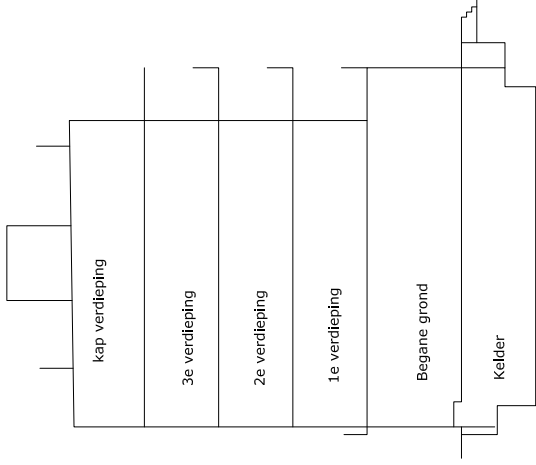 kap verdieping
3e verdieping
2e verdieping
1e verdieping
Begane grond
Kelder